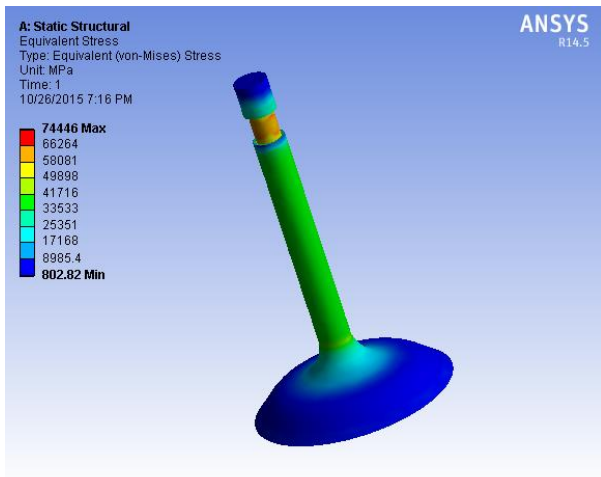 A: Static Structural
Equivalent Stress
Type: Equivalent (von-Mises) Stress
Unit: MPa
Time: 1
10/26/2015 7:16 PM
74446 Max
66264
58081
49898
41716
33533
25351
17168
8985.4
802.82 Min
ANSYS
R14.5